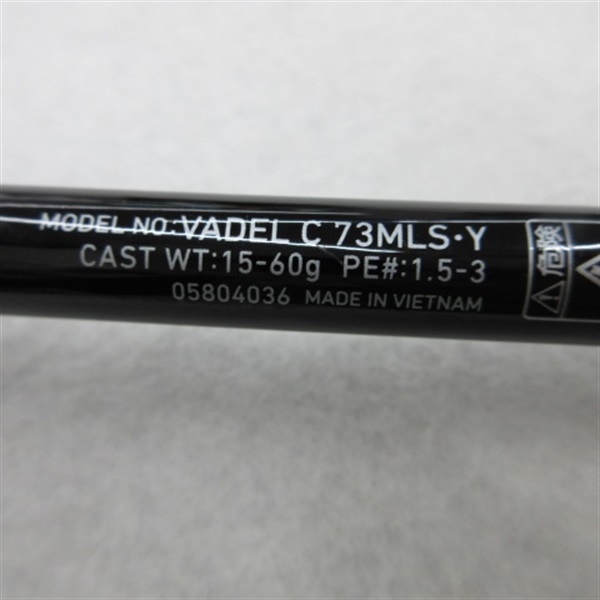 MODEL NO:VADEL C 73MLS・Y
CAST WT:15-60g PE#:1.5-3
05804036 MADE IN VIETNAM
危険